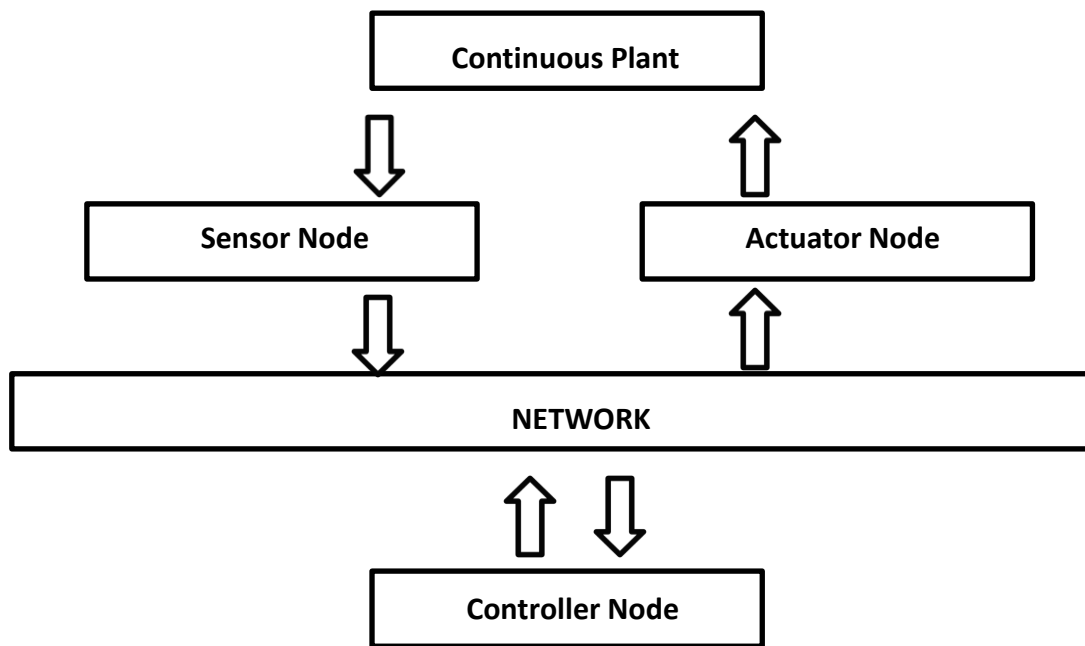 Continuous Plant
Sensor Node
Actuator Node
NETWORK
Controller Node